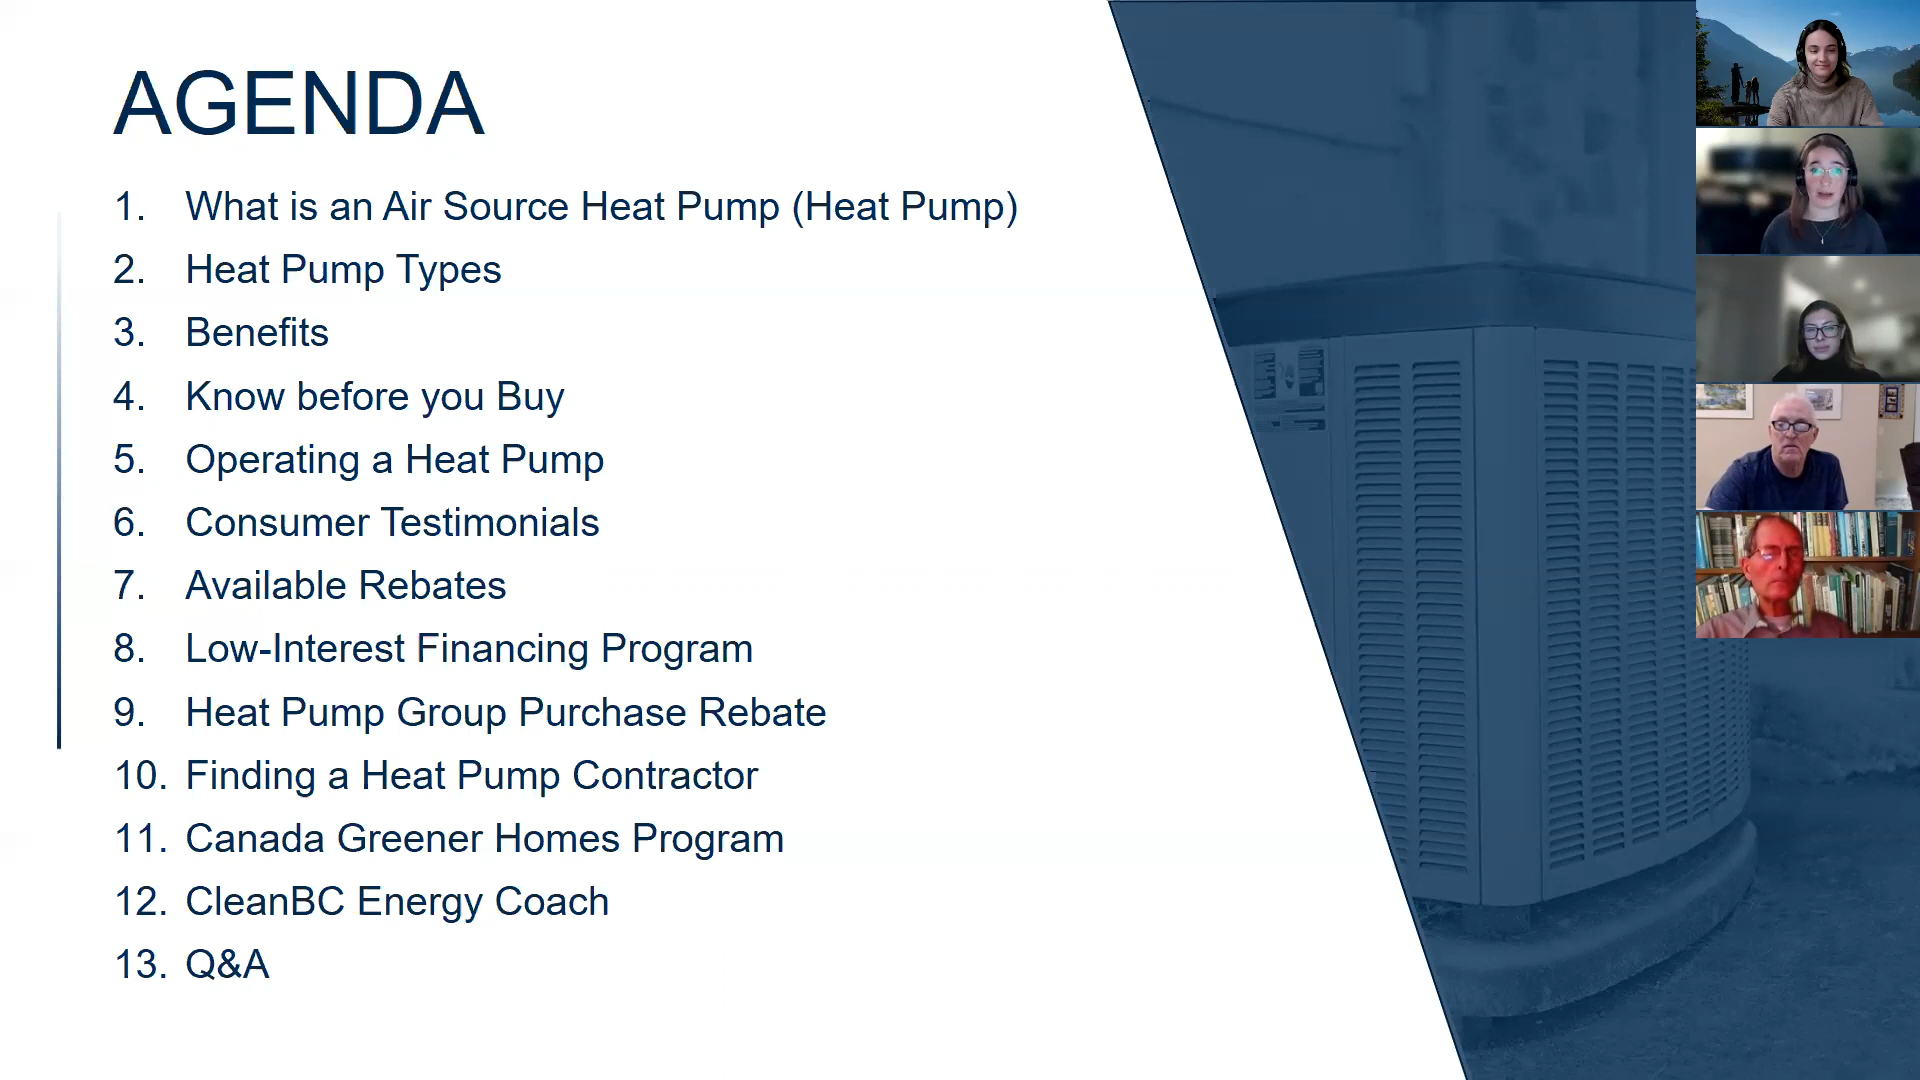 AGENDA
1. What is an Air Source Heat Pump (Heat Pump)
2. Heat Pump Types
3. Benefits
4. Know before you Buy
5. Operating a Heat Pump
6. Consumer Testimonials
7. Available Rebates
8. Low-Interest Financing Program
9. Heat Pump Group Purchase Rebate
10. Finding a Heat Pump Contractor
11. Canada Greener Homes Program
12. CleanBC Energy Coach
13. Q&A